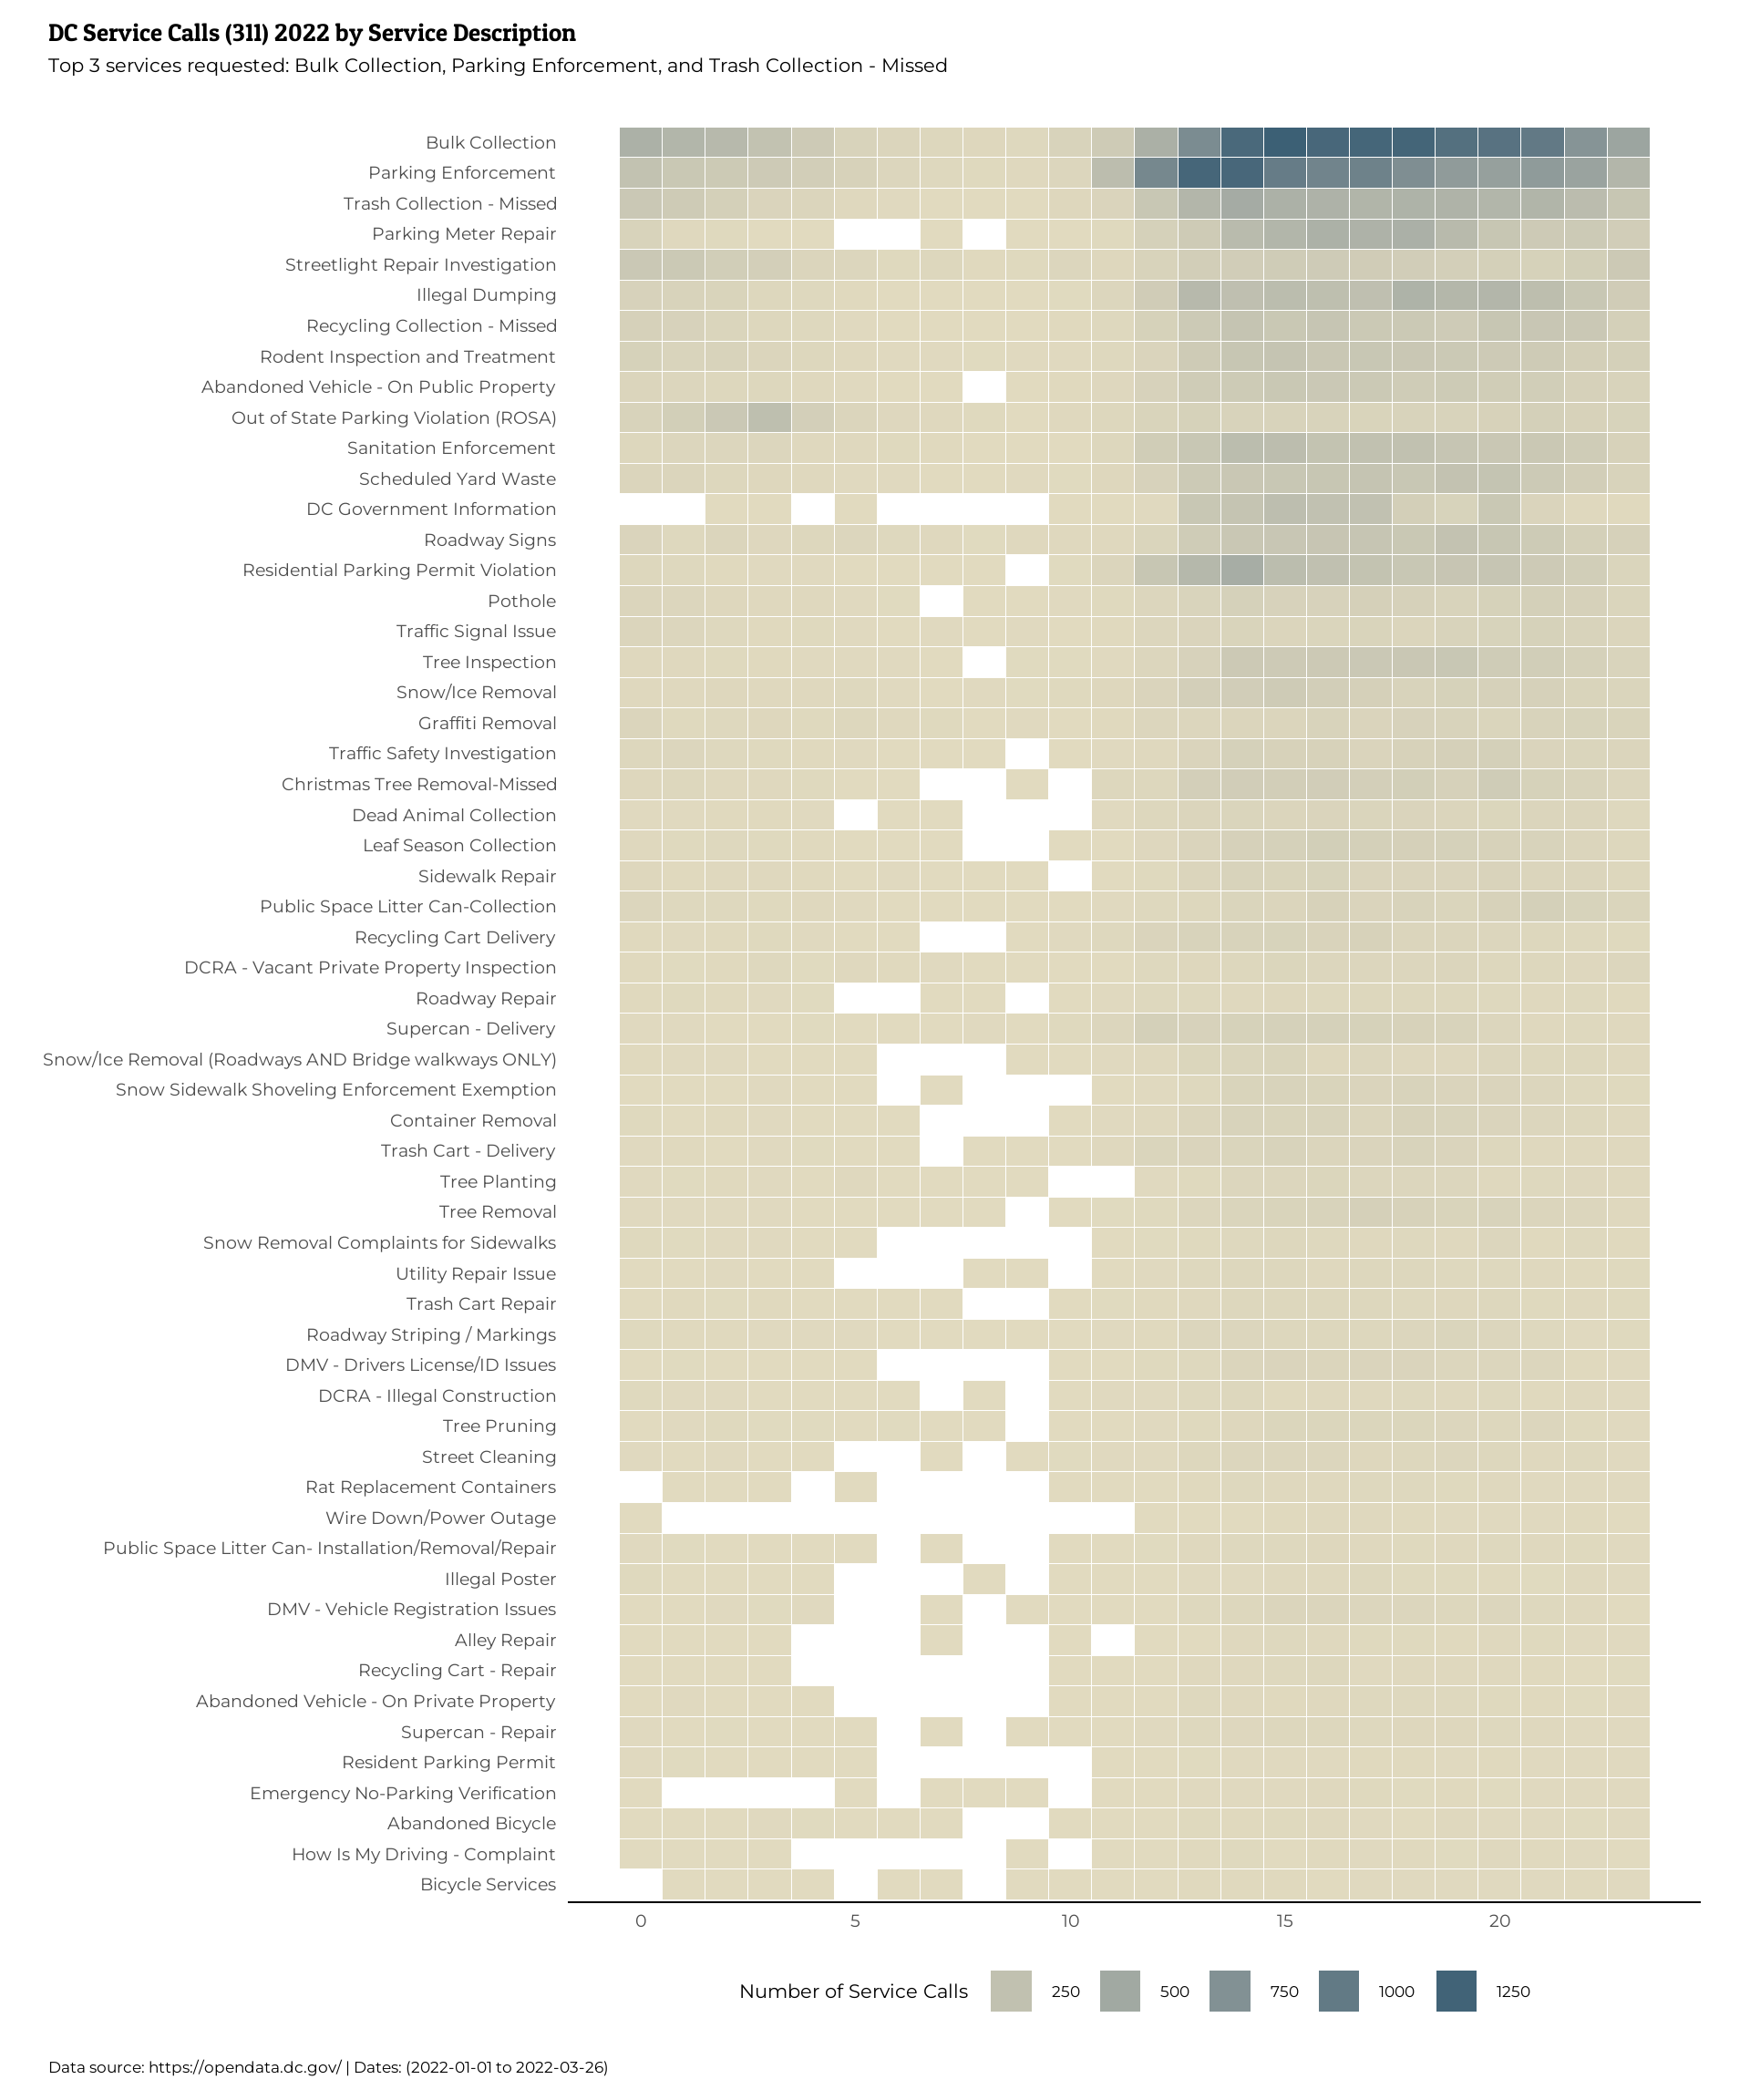 DC Service Calls (311) 2022 by Service Description
Top 3 services requested: Bulk Collection, Parking Enforcement, and Trash Collection - Missed
Bulk Collection
Parking Enforcement
Trash Collection - Missed
Parking Meter Repair
Streetlight Repair Investigation
Illegal Dumping
Recycling Collection - Missed
Rodent Inspection and Treatment
Abandoned Vehicle - On Public Property
Out of State Parking Violation (ROSA)
Sanitation Enforcement
Scheduled Yard Waste
DC Government Information
Roadway Signs
Residential Parking Permit Violation
Pothole
Traffic Signal Issue
Tree Inspection
Snow/Ice Removal
Graffiti Removal
Traffic Safety Investigation
Christmas Tree Removal-Missed
Dead Animal Collection
Leaf Season Collection
Sidewalk Repair
Public Space Litter Can-Collection
Recycling Cart Delivery
DCRA - Vacant Private Property Inspection
Roadway Repair
Supercan - Delivery
Snow/Ice Removal (Roadways AND Bridge walkways ONLY)
Snow Sidewalk Shoveling Enforcement Exemption
Container Removal
Trash Cart - Delivery
Tree Planting
Tree Removal
Snow Removal Complaints for Sidewalks
Utility Repair Issue
Trash Cart Repair
Roadway Striping / Markings
DMV - Drivers License/ID Issues
DCRA - Illegal Construction
Tree Pruning
Street Cleaning
Rat Replacement Containers
Wire Down/Power Outage
Public Space Litter Can- Installation/Removal/Repair
Illegal Poster
DMV - Vehicle Registration Issues
Alley Repair
Recycling Cart - Repair
Abandoned Vehicle - On Private Property
Supercan - Repair
Resident Parking Permit
Emergency No-Parking Verification
Abandoned Bicycle
How Is My Driving - Complaint
Bicycle Services
0 5 10 15 20
Number of Service Calls 250 500 750 1000 1250
Data source: https://opendata.dc.gov/ | Dates: (2022-01-01 to 2022-03-26)